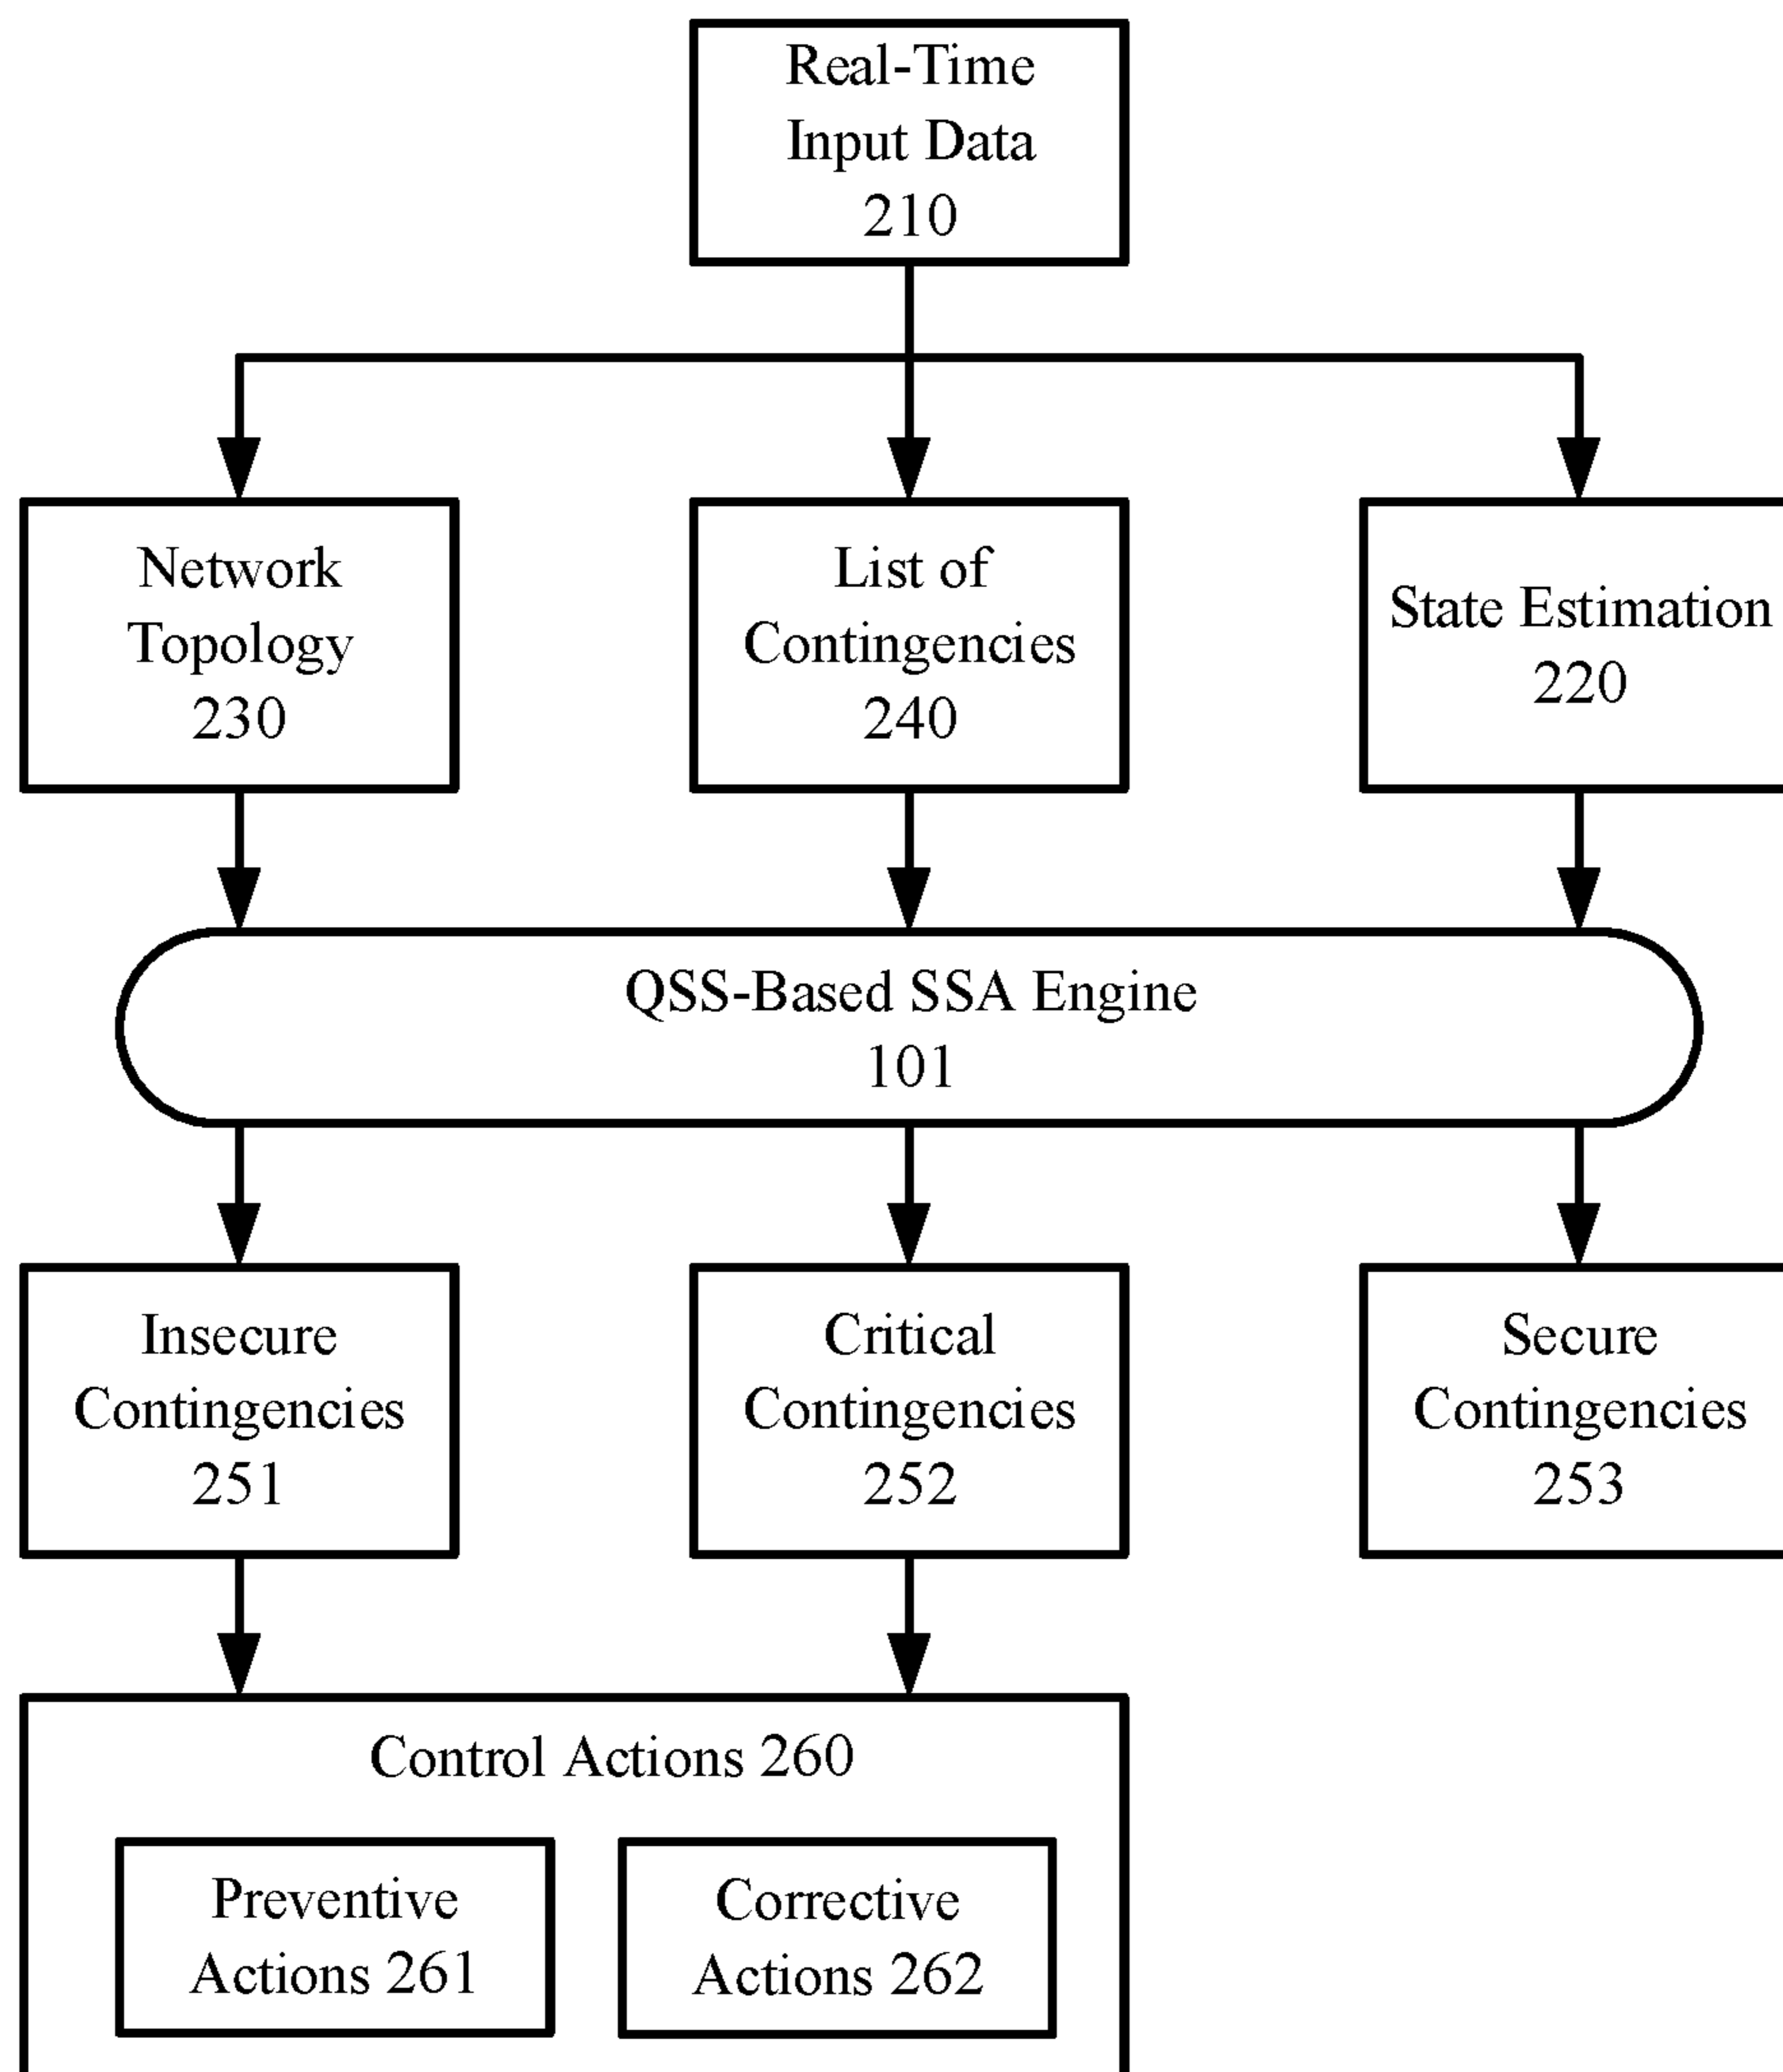 Real-Time
Input Data
210
Network
Topology
230
List of
Contingencies
240
State Estimation
220
QSS-Based SSA Engine
101
Insecure
Contingencies
251
Critical
Contingencies
252
Secure
Contingencies
253
Control Actions 260
Preventive
Actions 261
Corrective
Actions 262